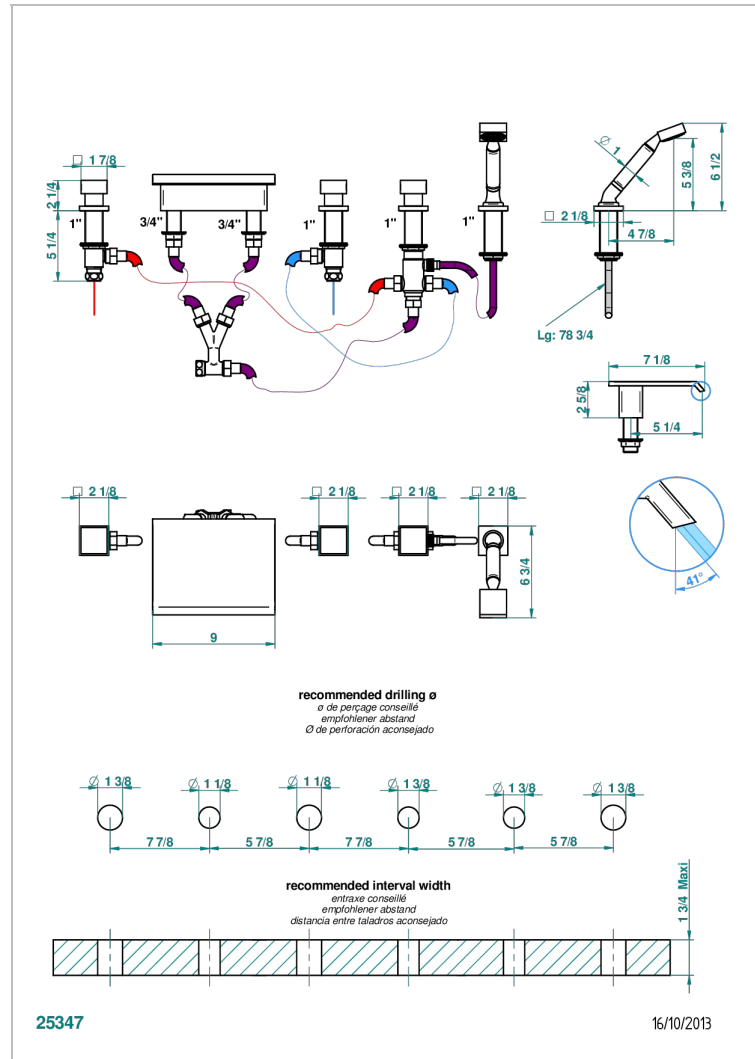 □ 1 7/8
2 1/4
5 1/4
1"
3/4"
3/4"
1"
1"
1"
Ø 1
5 3/8
6 1/2
□ 2 1/8
4 7/8
Lg: 78 3/4
7 1/8
2 5/8
5 1/4
□ 2 1/8
□ 2 1/8
□ 2 1/8
□ 2 1/8
6 3/4
9
41°
recommended drilling ø
ø de perçage conseillé
empfohlener abstand
Ø de perforación aconsejado
Ø 1 3/8
Ø 1 1/8
Ø 1 1/8
Ø 1 3/8
Ø 1 3/8
Ø 1 3/8
7 7/8
5 7/8
7 7/8
5 7/8
5 7/8
recommended interval width
entraxe conseillé
empfohlener abstand
distancia entre taladros aconsejado
1 3/4 Maxi
25347
16/10/2013